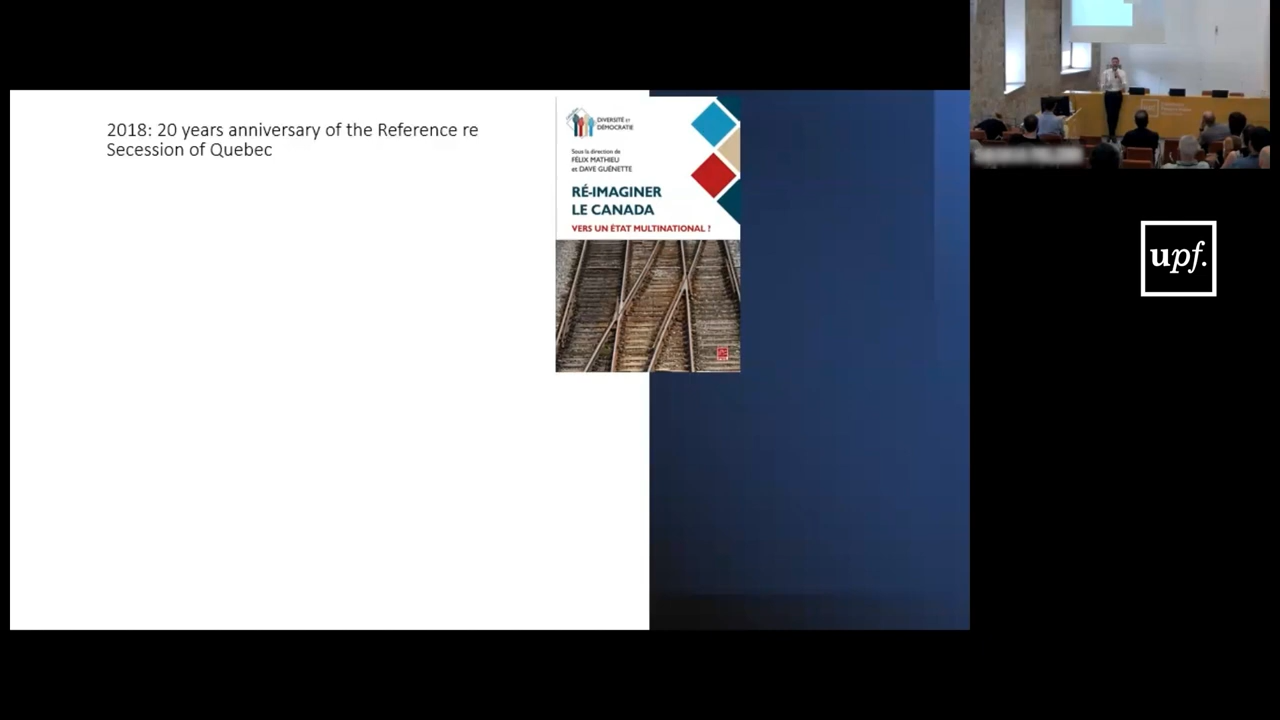 2018: 20 years anniversary of the Reference re
Secession of Quebec
DIVERSITÉ ET
DÉMOCRATIE
Sous la direction de
FÉLIX MATHIEU
et DAVE GUÉNETTE
RÉ-IMAGINER
LE CANADA
VERS UN ÉTAT MULTINATIONAL ?
upf.